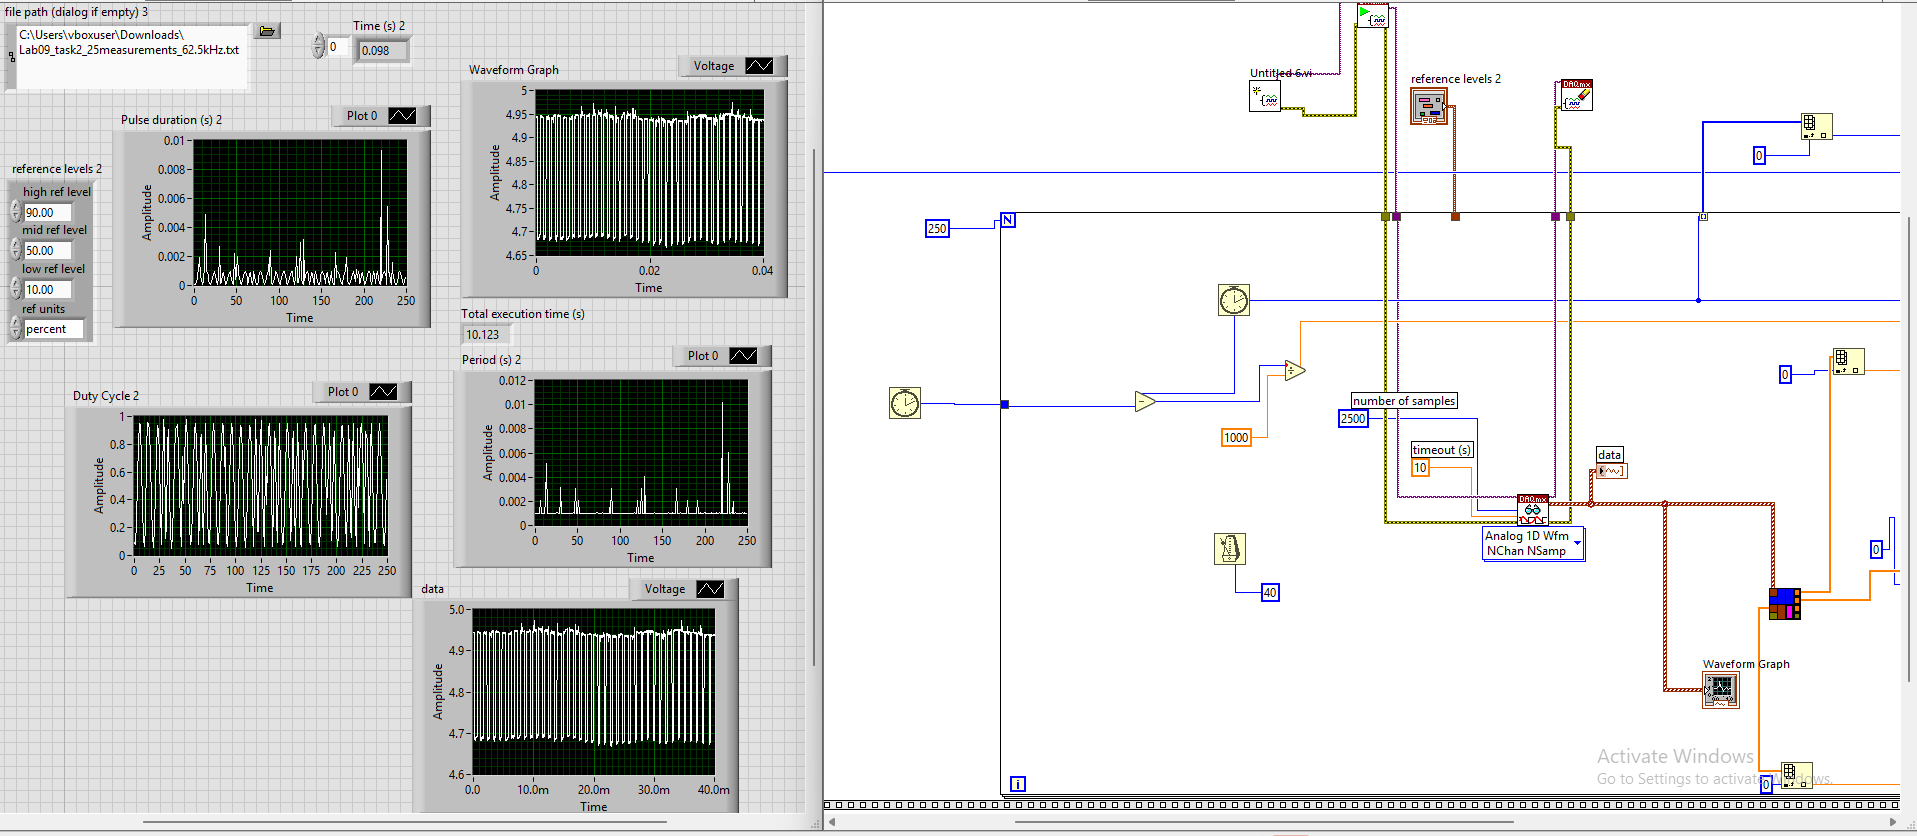 file path (dialog if empty) 3
C:\Users\vboxuser\Downloads\
Lab09_task2_25measurements_62.5kHz.txt
Time (s) 2
0
0.098
Pulse duration (s) 2
Plot 0
0.01
0.008
0.006
0.004
0.002
0
Amplitude
0 50 100 150 200 250
Time
reference levels 2
high ref level
90.00
mid ref level
50.00
low ref level
10.00
ref units
percent
Waveform Graph
Voltage
5
4.95
4.9
4.85
4.8
4.75
4.7
4.65
Amplitude
0 0.02 0.04
Time
Total execution time (s)
10.123
Period (s) 2
Plot 0
0.012
0.01
0.008
0.006
0.004
0.002
0
Amplitude
0 50 100 150 200 250
Time
Duty Cycle 2
Plot 0
1
0.8
0.6
0.4
0.2
0
Amplitude
0 25 50 75 100 125 150 175 200 225 250
Time
data
Voltage
5.0
4.9
4.8
4.7
4.6
Amplitude
0.0 10.0m 20.0m 30.0m 40.0m
Time
Untitled 6.vi
reference levels 2
DAQmx
0
250
N
1000
number of samples
2500
timeout (s)
10
data
DAQmx
Analog 1D Wfm
NChan NSamp
0
0
40
Waveform Graph
i
0
Activate Windows
Go to Settings to activate Windows.